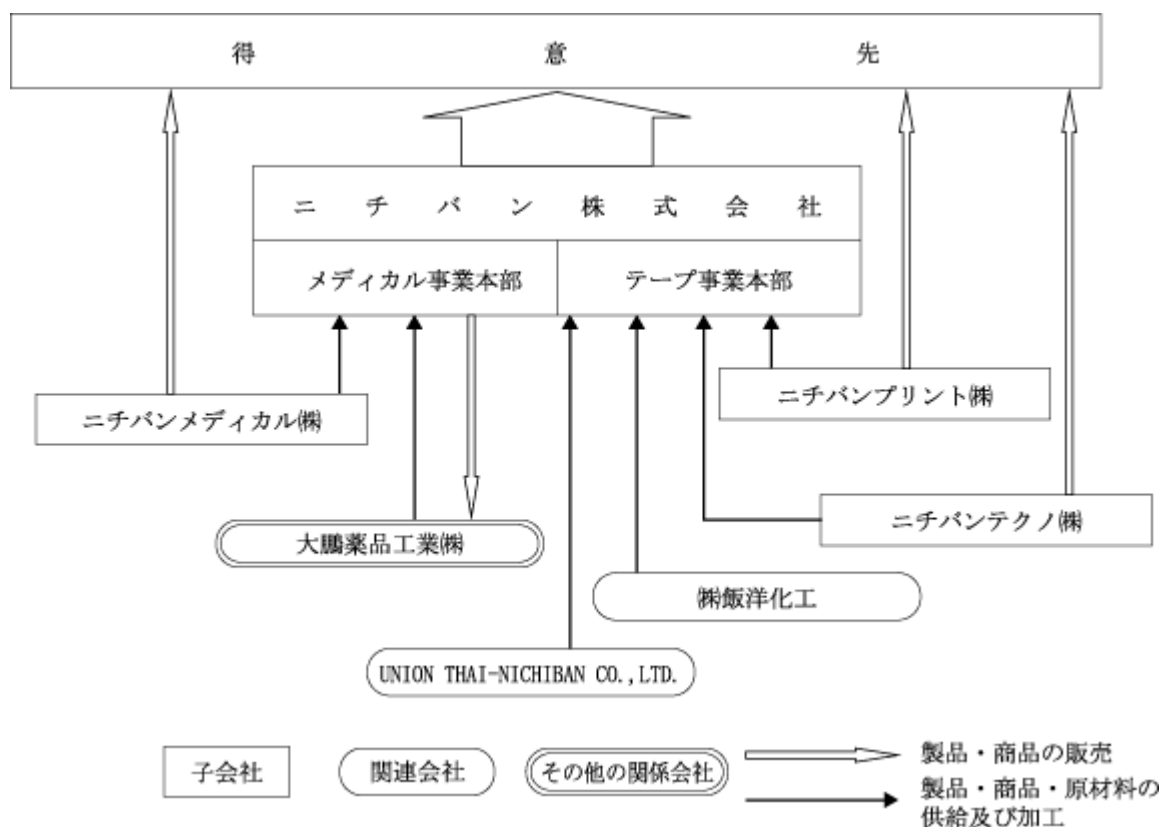 得意先
ニチバン株式会社
メディカル事業本部
テープ事業本部
ニチバンメディカル㈱
ニチバンプリント㈱
大鵬薬品工業㈱
ニチバンテクノ㈱
㈱飯洋化工
UNION THAI-NICHIBAN CO.,LTD.
子会社
関連会社
その他の関係会社
製品・商品の販売
製品・商品・原材料の
供給及び加工